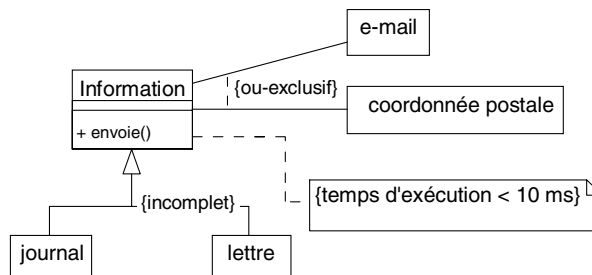 e-mail
Information
{ou-exclusif}
coordonnée postale
+ envoie()
{temps d'exécution < 10 ms}
{incomplet}
journal
lettre